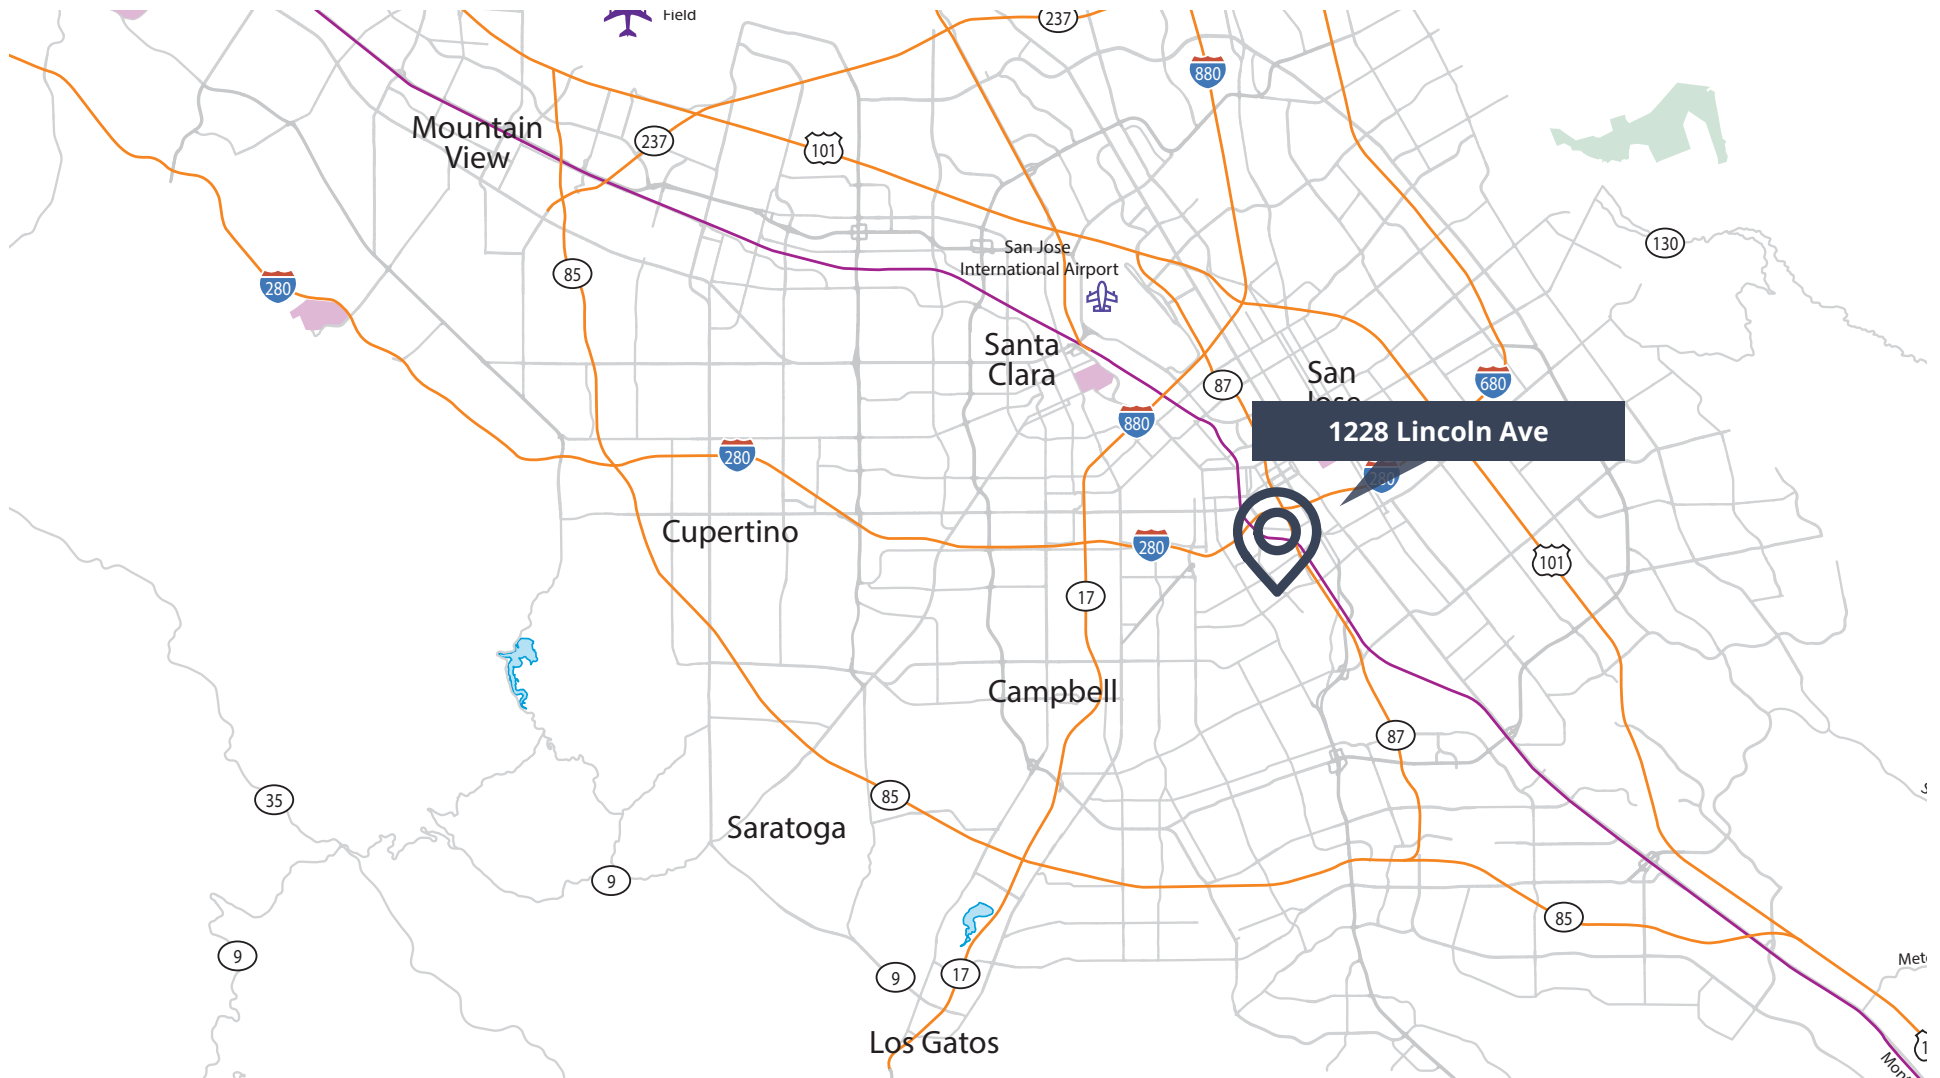 Field
237
880
Mountain
View
237
101
130
San Jose
International Airport
85
280
Santa
Clara
San
Jose
87
680
880
1228 Lincoln Ave
280
280
Cupertino
280
101
17
Campbell
87
35
85
Saratoga
9
85
9
9
17
Los Gatos